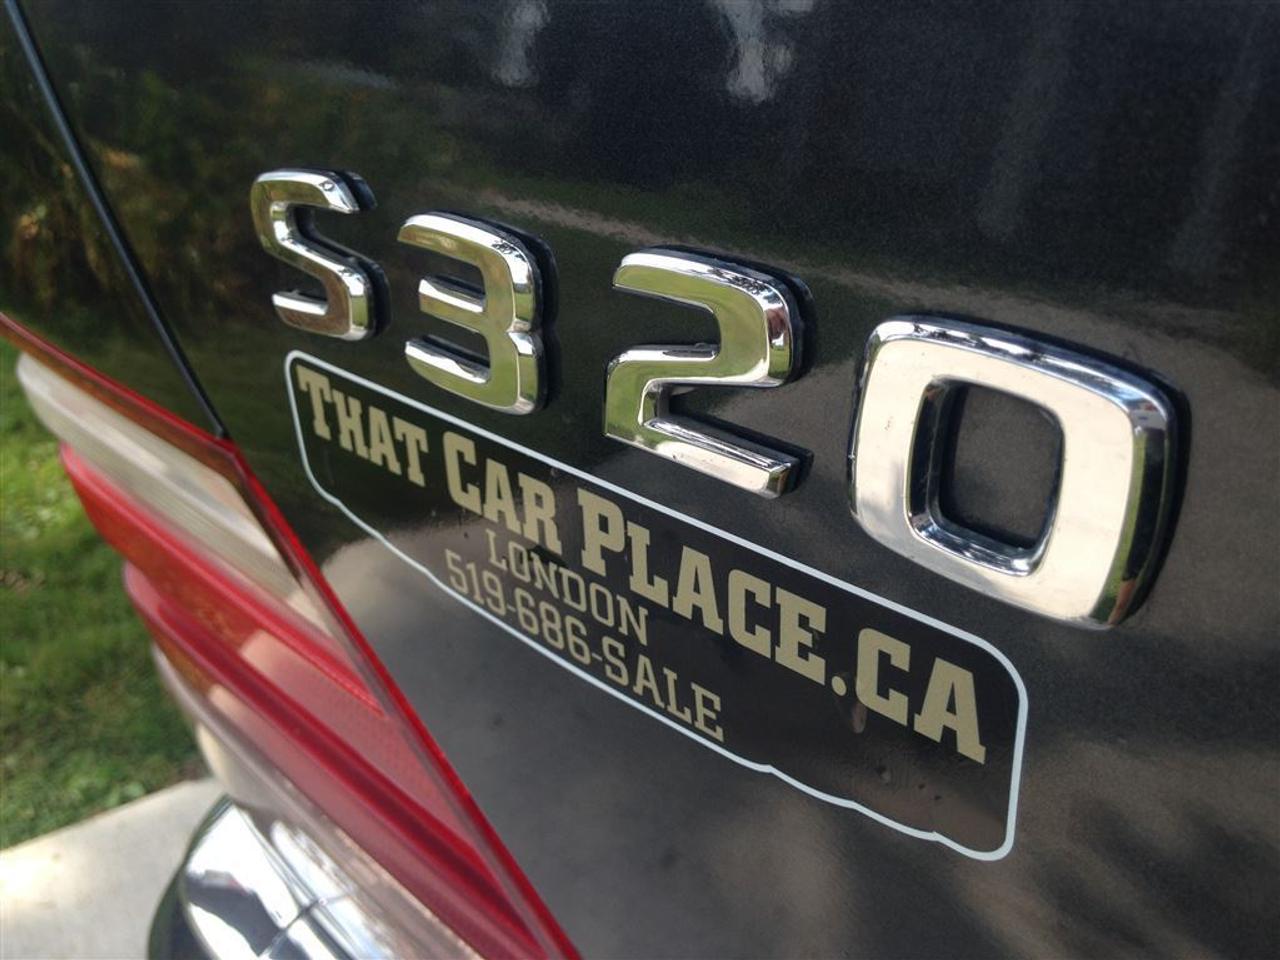 S320
THAT CAR PLACE.CA
LONDON
519-686-SALE